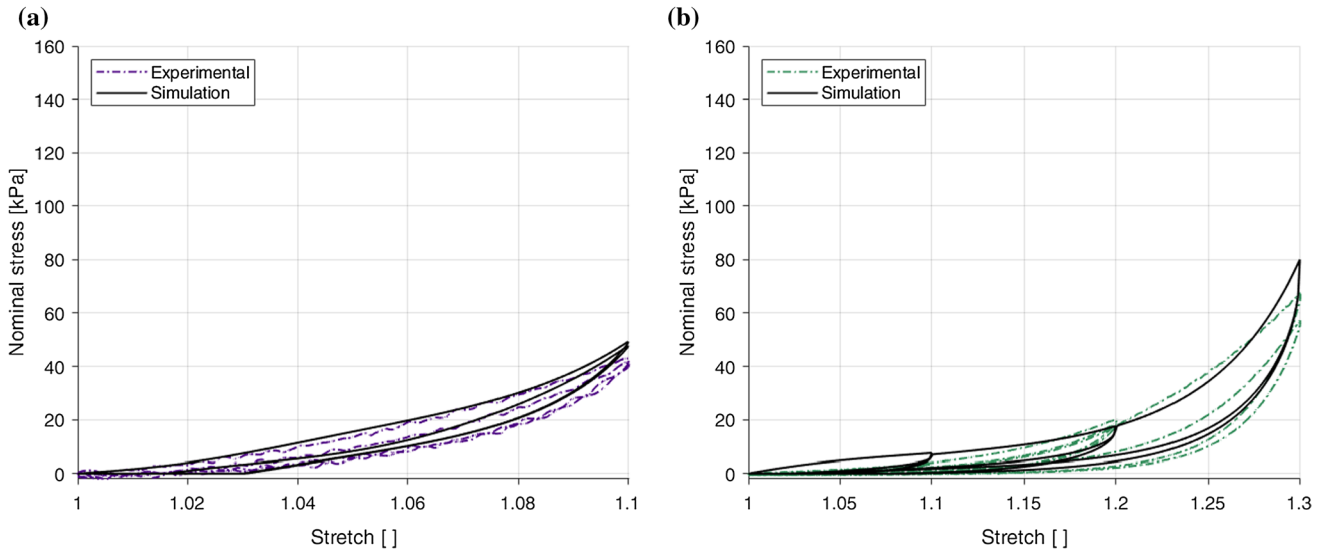 (a)
160
140
120
100
80
60
40
20
0
Nominal stress [kPa]
Experimental
Simulation
1 1.02 1.04 1.06 1.08 1.1
Stretch [ ]
(b)
160
140
120
100
80
60
40
20
0
Nominal stress [kPa]
Experimental
Simulation
1 1.05 1.1 1.15 1.2 1.25 1.3
Stretch [ ]